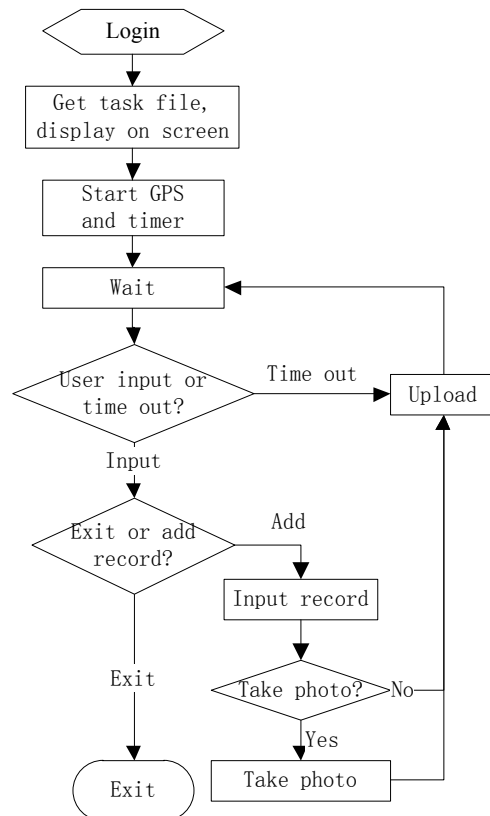 Login
Get task file,
display on screen
Start GPS
and timer
Wait
User input or
time out?
Time out
Upload
Input
Exit or add
record?
Add
Input record
Take photo?
No
Exit
Yes
Take photo
Exit